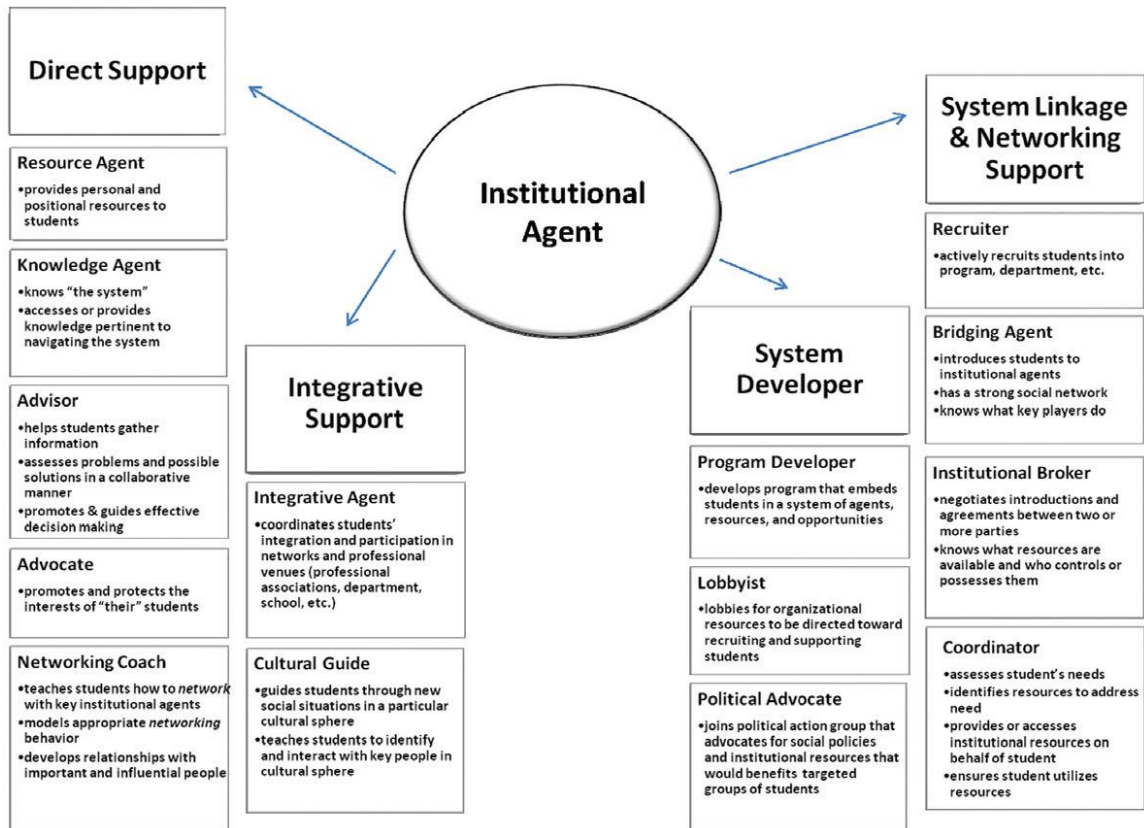 Direct Support
Resource Agent
•provides personal and
positional resources to
students
Knowledge Agent
•knows “the system”
•accesses or provides
knowledge pertinent to
navigating the system
Advisor
•helps students gather
information
•assesses problems and possible
solutions in a collaborative
manner
•promotes & guides effective
decision making
Advocate
•promotes and protects the
interests of “their” students
Networking Coach
•teaches students how to network
with key institutional agents
•models appropriate networking
behavior
•develops relationships with
important and influential people
Integrative
Support
Integrative Agent
•coordinates students’
integration and participation in
networks and professional
venues (professional
associations, department,
school, etc.)
Cultural Guide
•guides students through new
social situations in a particular
cultural sphere
•teaches students to identify
and interact with key people in
cultural sphere
Institutional
Agent
System
Developer
Program Developer
•develops program that embeds
students in a system of agents,
resources, and opportunities
Lobbyist
•lobbies for organizational
resources to be directed toward
recruiting and supporting
students
Political Advocate
•joins political action group that
advocates for social policies
and institutional resources that
would benefits targeted
groups of students
System Linkage
& Networking
Support
Recruiter
•actively recruits students into
program, department, etc.
Bridging Agent
•introduces students to
institutional agents
•has a strong social network
•knows what key players do
Institutional Broker
•negotiates introductions and
agreements between two or
more parties
•knows what resources are
available and who controls or
possesses them
Coordinator
•assesses student’s needs
•identifies resources to address
need
•provides or accesses
institutional resources on
behalf of student
•ensures student utilizes
resources